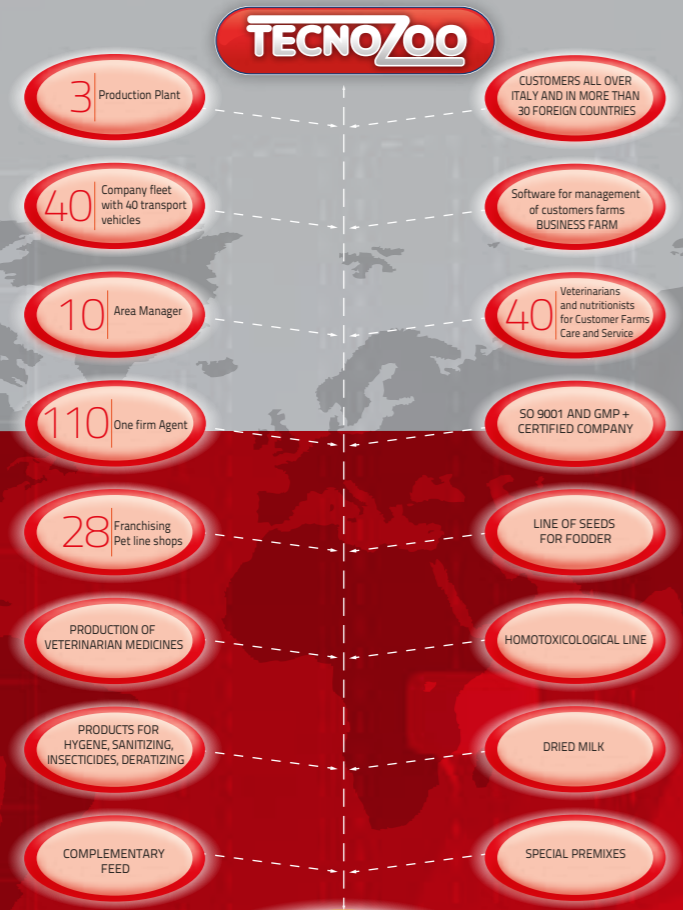 TECNOZOO
3 Production Plant
CUSTOMERS ALL OVER
ITALY AND IN MORE THAN
30 FOREIGN COUNTRIES
40 Company fleet
with 40 transport
vehicles
Software for management
of customers farms
BUSINESS FARM
10 Area Manager
40 Veterinarians
and nutritionists
for Customer Farms
Care and Service
110 One firm Agent
SO 9001 AND GMP +
CERTIFIED COMPANY
28 Franchising
Pet line shops
LINE OF SEEDS
FOR FODDER
PRODUCTION OF
VETERINARIAN MEDICINES
HOMOTOXICOLOGICAL LINE
PRODUCTS FOR
HYGENE, SANITIZING,
INSECTICIDES, DERATIZING
DRIED MILK
COMPLEMENTARY
FEED
SPECIAL PREMIXES